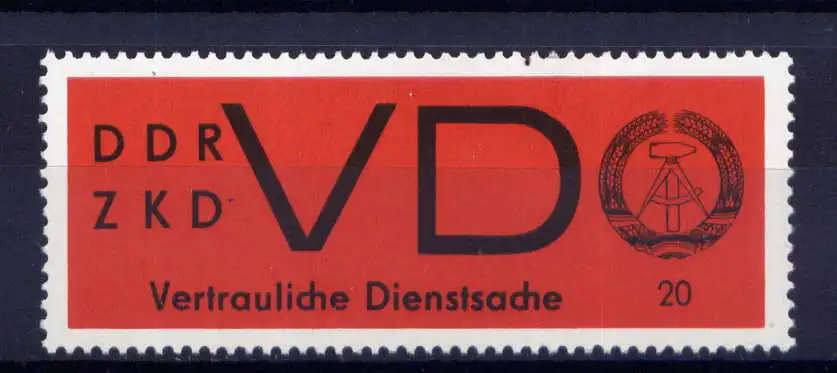 DDR
ZKD
VD
Vertrauliche Dienstsache
20